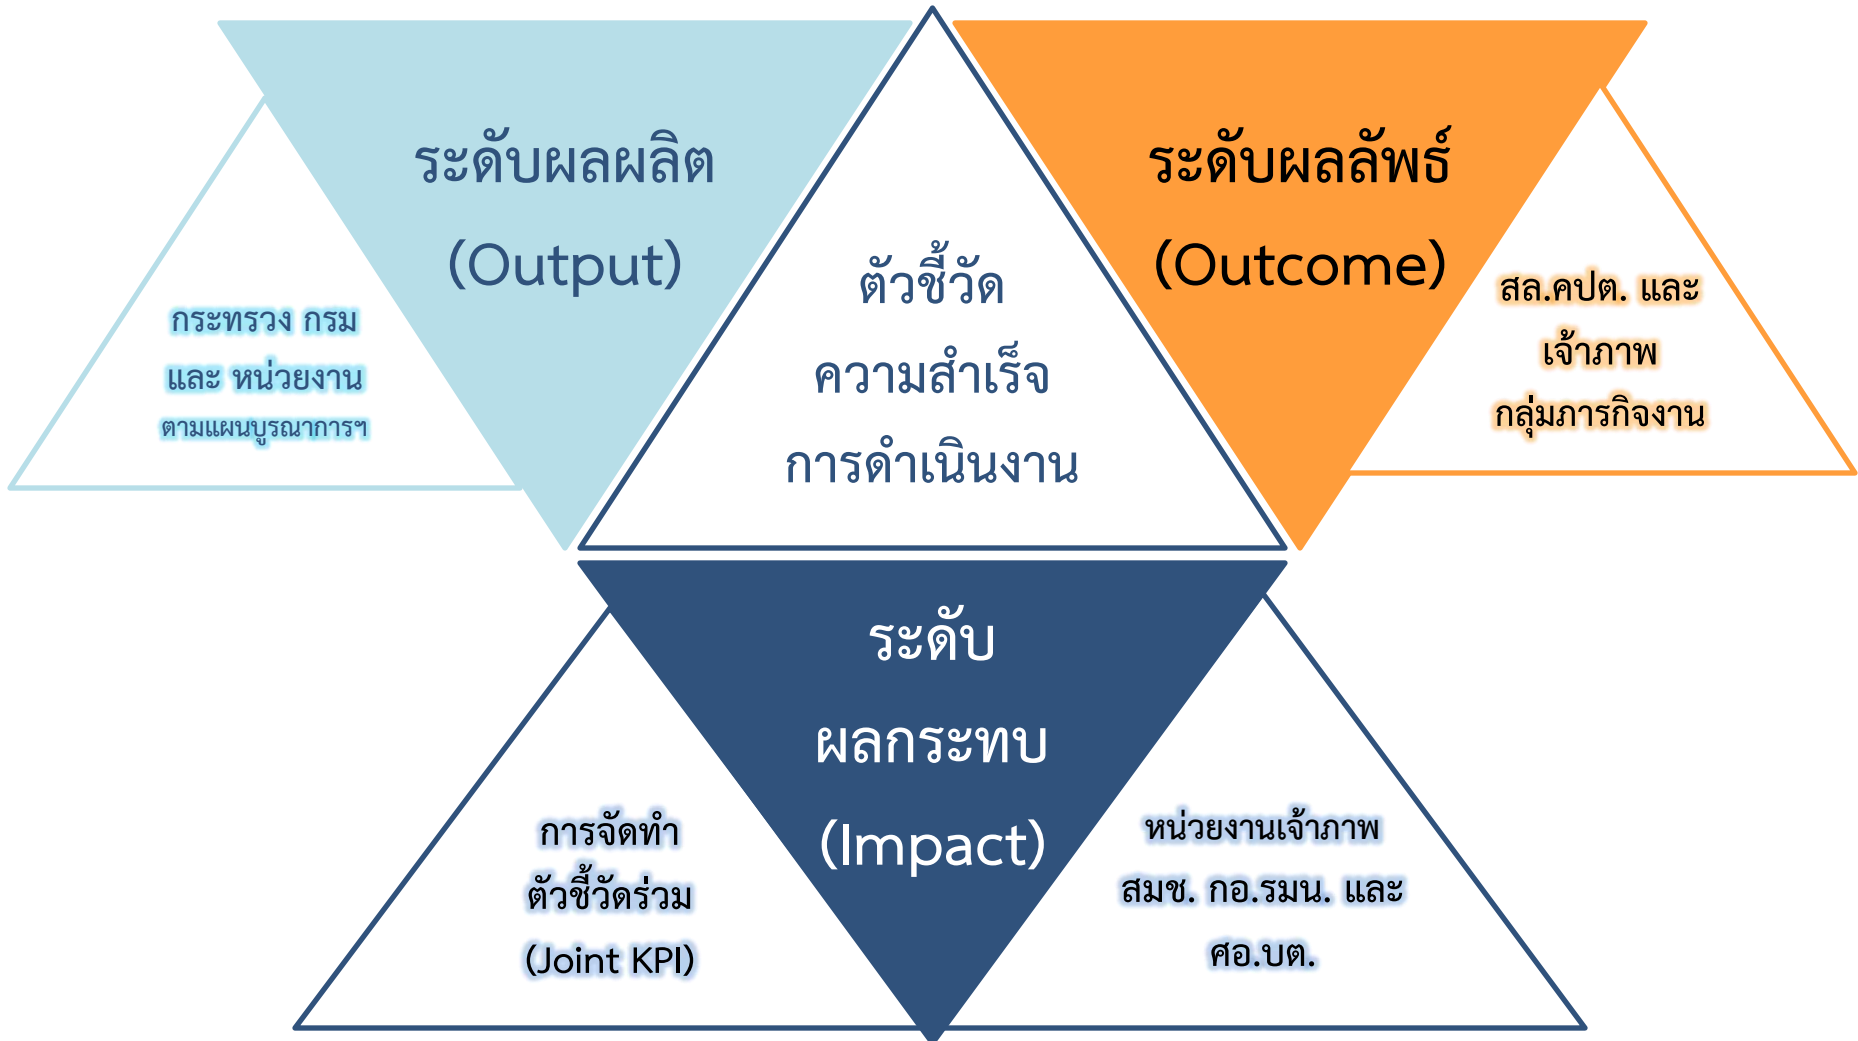 ระดับผลผลิต
(Output)
กระทรวง กรม
และ หน่วยงาน
ตามแผนบูรณาการฯ
ตัวชี้วัด
ความสำเร็จ
การดำเนินงาน
ระดับผลลัพธ์
(Outcome)
สล.คปต. และ
เจ้าภาพ
กลุ่มภารกิจงาน
ระดับ
ผลกระทบ
(Impact)
การจัดทำ
ตัวชี้วัดร่วม
(Joint KPI)
หน่วยงานเจ้าภาพ
สมช. กอ.รมน. และ
ศอ.บต.